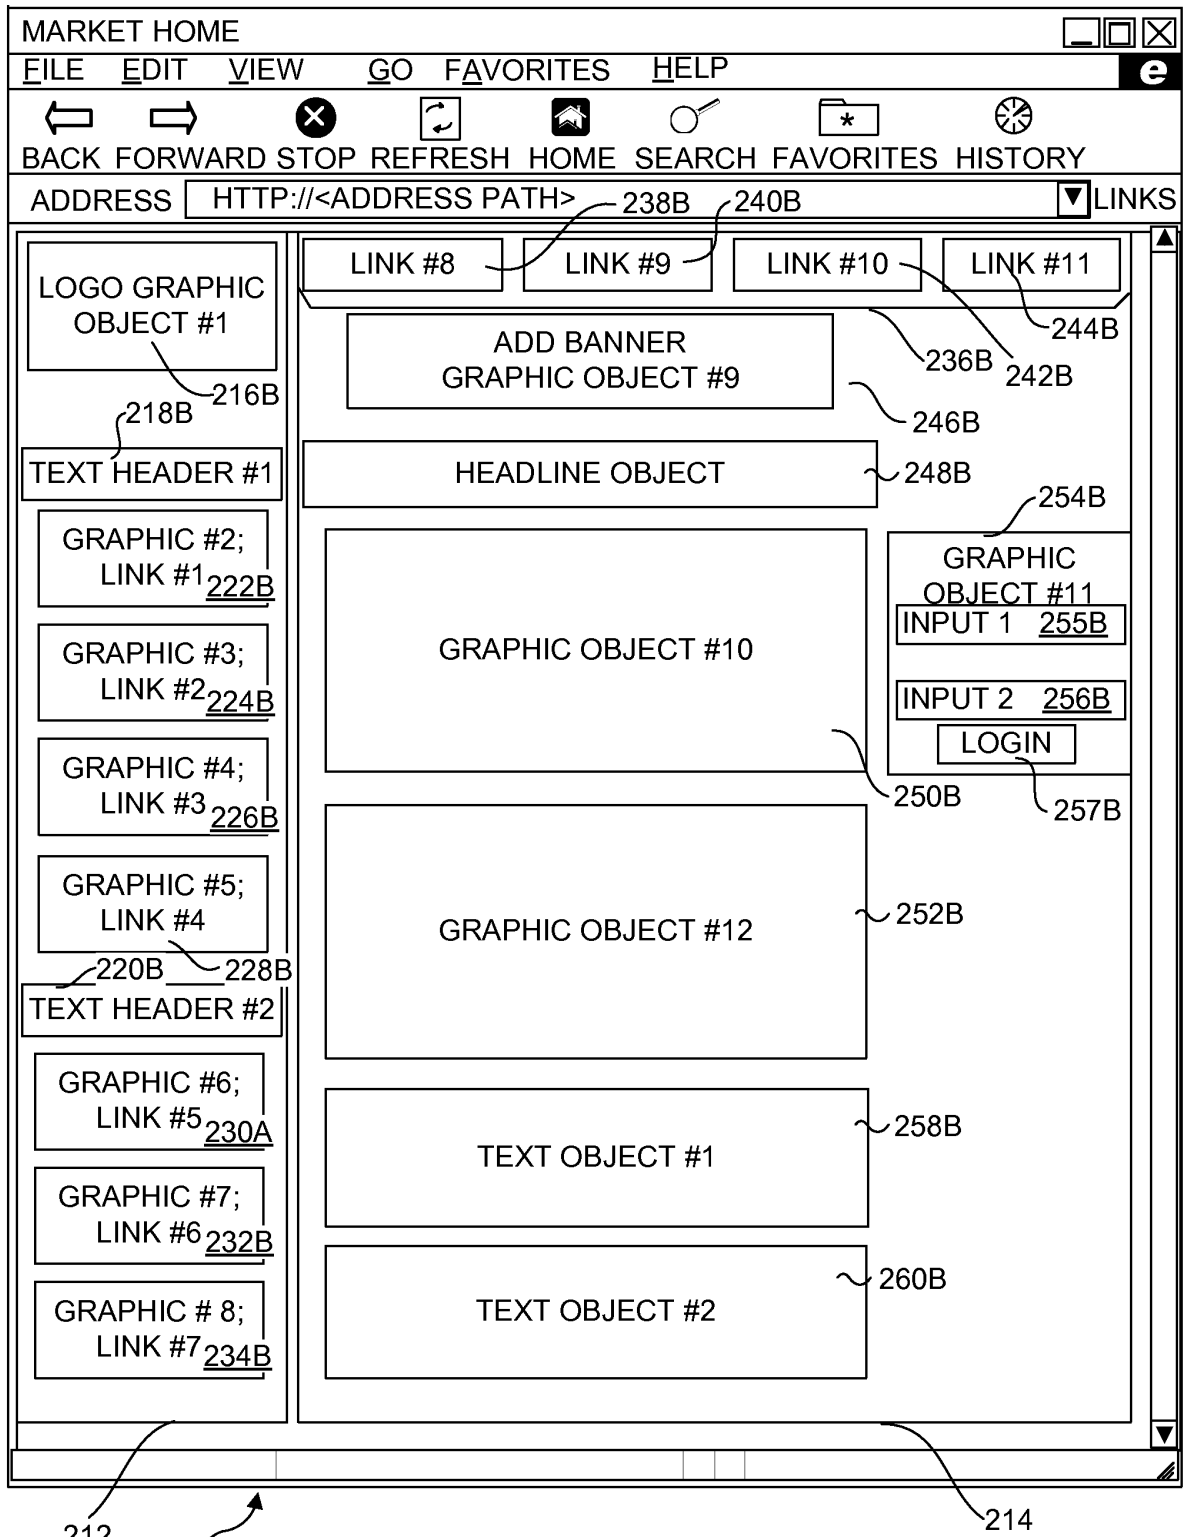 MARKET HOME
FILE EDIT VIEW GO FAVORITES HELP
e
BACK FORWARD STOP REFRESH HOME SEARCH FAVORITES HISTORY
ADDRESS HTTP://<ADDRESS PATH> LINKS
238B 240B
LOGO GRAPHIC
OBJECT #1
216B
218B
TEXT HEADER #1
GRAPHIC #2;
LINK #1 222B
GRAPHIC #3;
LINK #2 224B
GRAPHIC #4;
LINK #3 226B
GRAPHIC #5;
LINK #4
220B 228B
TEXT HEADER #2
GRAPHIC #6;
LINK #5 230A
GRAPHIC #7;
LINK #6 232B
GRAPHIC # 8;
LINK #7 234B
LINK #8 LINK #9 LINK #10 LINK #11
244B
236B 242B
ADD BANNER
GRAPHIC OBJECT #9
246B
HEADLINE OBJECT
248B
254B
GRAPHIC
OBJECT #11
INPUT 1 255B
INPUT 2 256B
LOGIN
257B
GRAPHIC OBJECT #10
250B
GRAPHIC OBJECT #12
252B
TEXT OBJECT #1
258B
TEXT OBJECT #2
260B
212
214